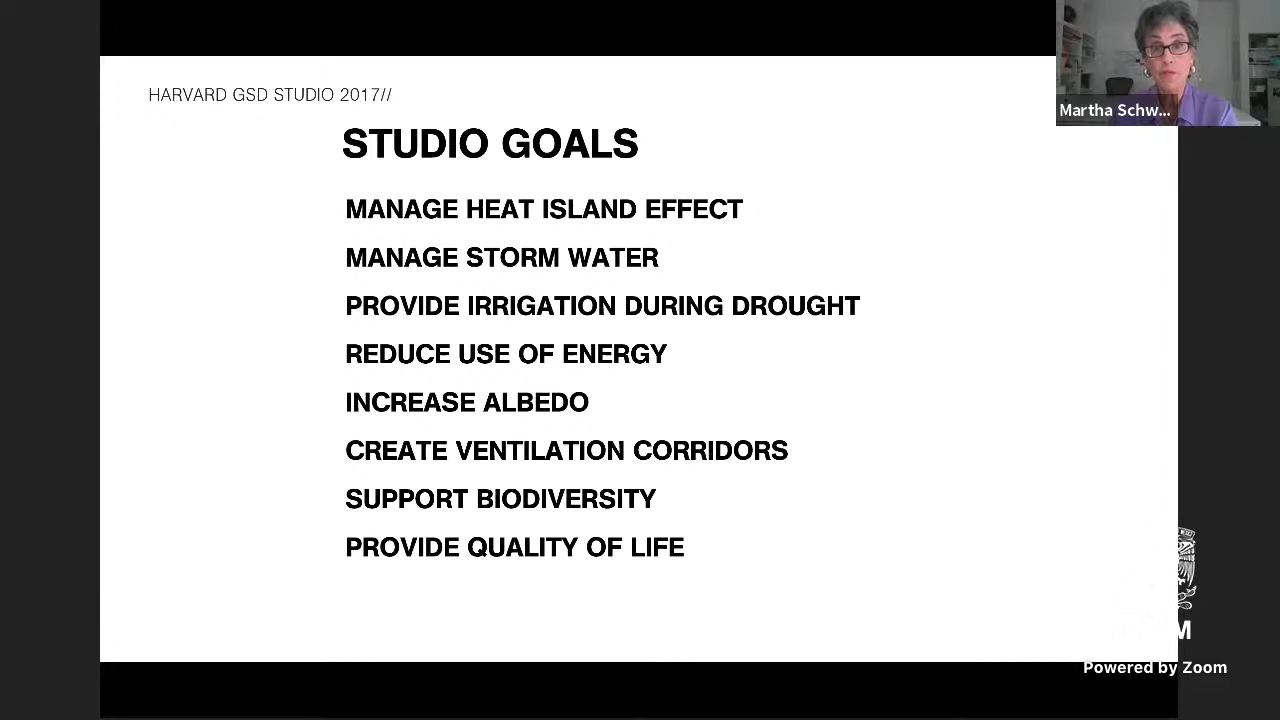 HARVARD GSD STUDIO 2017//
STUDIO GOALS
MANAGE HEAT ISLAND EFFECT
MANAGE STORM WATER
PROVIDE IRRIGATION DURING DROUGHT
REDUCE USE OF ENERGY
INCREASE ALBEDO
CREATE VENTILATION CORRIDORS
SUPPORT BIODIVERSITY
PROVIDE QUALITY OF LIFE
Martha Schw...
Powered by Zoom